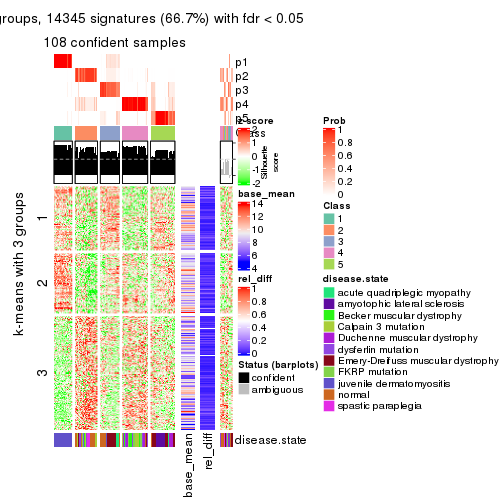 groups, 14345 signatures (66.7%) with fdr < 0.05
108 confident samples
p1
p2
p3
p4
p5
z-score
Class
2
1
0
-1
-2
Silhouette
score
base_mean
14
12
10
8
6
4
rel_diff
1
0.8
0.6
0.4
0.2
0
Status (barplots)
confident
ambiguous
Prob
1
0.8
0.6
0.4
0.2
0
Class
1
2
3
4
5
disease.state
acute quadriplegic myopathy
amyotophic lateral sclerosis
Becker muscular dystrophy
Calpain 3 mutation
Duchenne muscular dystrophy
dysferlin mutation
Emery-Dreifuss muscular dystrophy
FKRP mutation
juvenile dermatomyositis
normal
spastic paraplegia
k-means with 3 groups
1
2
3
disease.state
base_mean
rel_diff